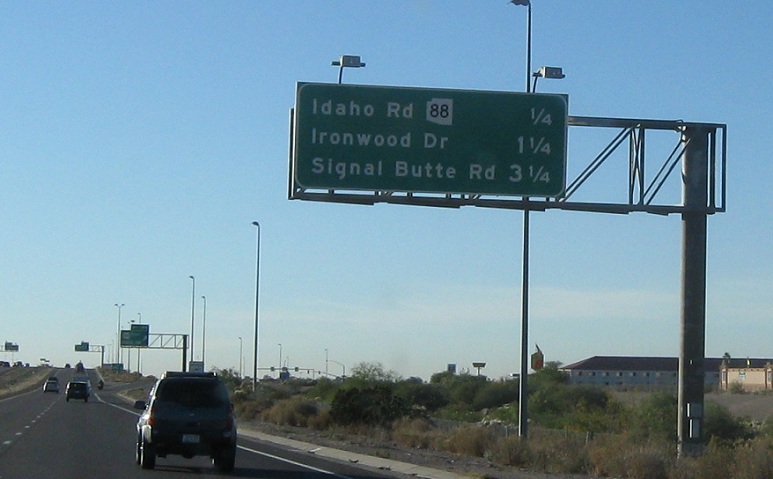 Idaho Rd 88 1/4
Ironwood Dr 1 1/4
Signal Butte Rd 3 1/4